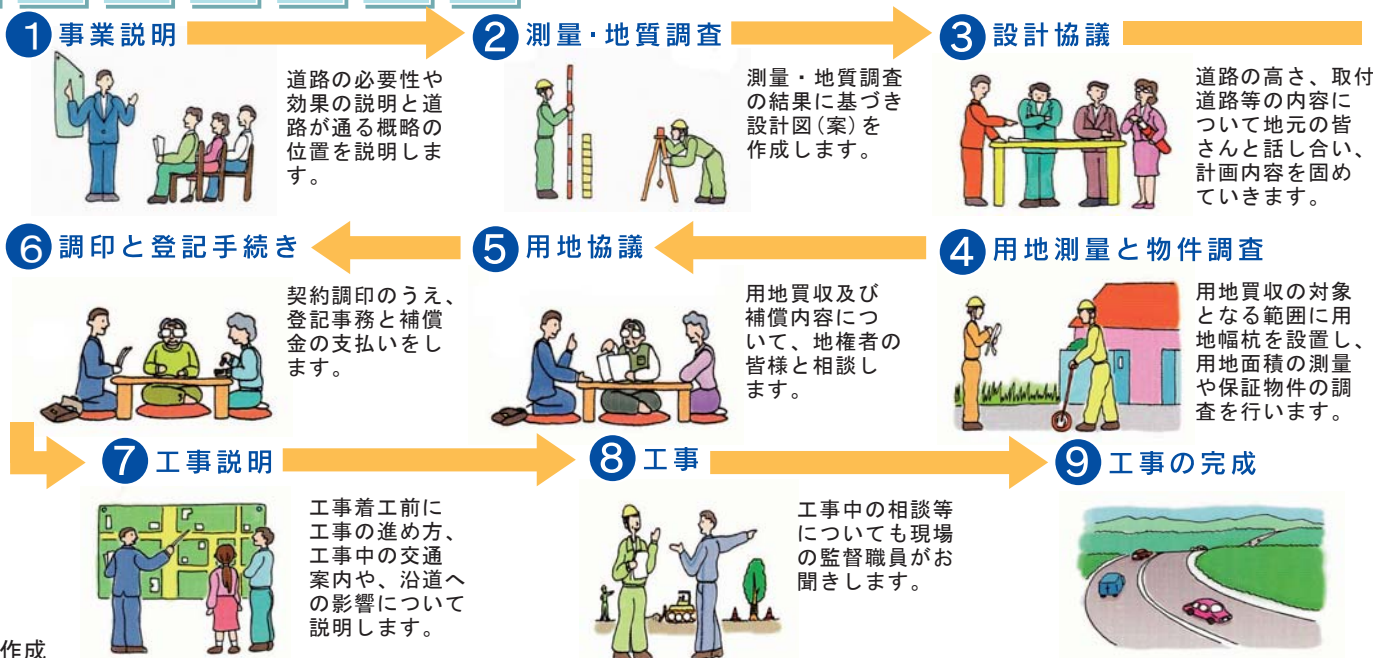 1 事業説明
道路の必要性や
効果の説明と道
路が通る概略の
位置を説明しま
す。
2 測量・地質調査
測量・地質調査
の結果に基づき
設計図(案)を
作成します。
3 設計協議
道路の高さ、取付
道路等の内容に
ついて地元の皆
さんと話し合い、
計画内容を固め
ていきます。
4 用地測量と物件調査
用地買収の対象
となる範囲に用
地幅杭を設置し、
用地面積の測量
や保証物件の調
査を行います。
5 用地協議
用地買収及び
補償内容につ
いて、地権者の
皆様と相談し
ます。
6 調印と登記手続き
契約調印のうえ、
登記事務と補償
金の支払いをし
ます。
7 工事説明
工事着工前に
工事の進め方、
工事中の交通
案内や、沿道へ
の影響について
説明します。
8 工事
工事中の相談等
についても現場
の監督職員がお
聞きします。
9 工事の完成
作成